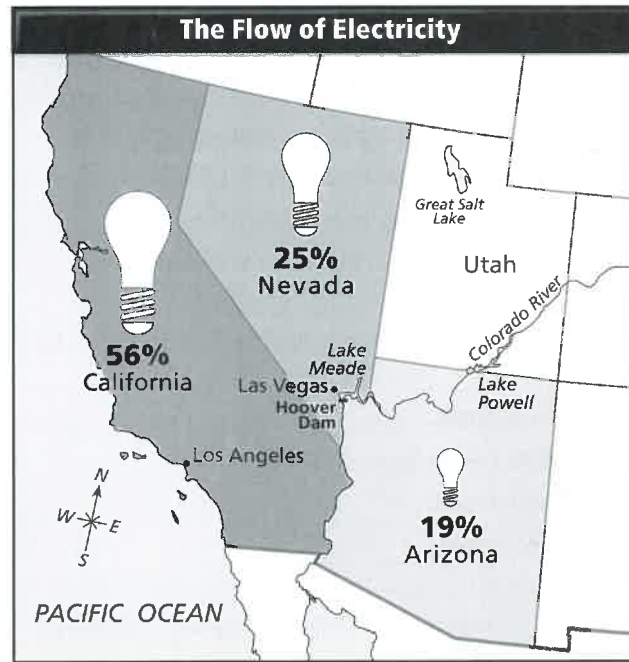 The Flow of Electricity
Great Salt
Lake
25%
Nevada
Utah
Colorado River
56%
California
Lake
Meade
Las Vegas
Hoover
Dam
Lake
Powell
Los Angeles
N
W E
S
19%
Arizona
PACIFIC OCEAN